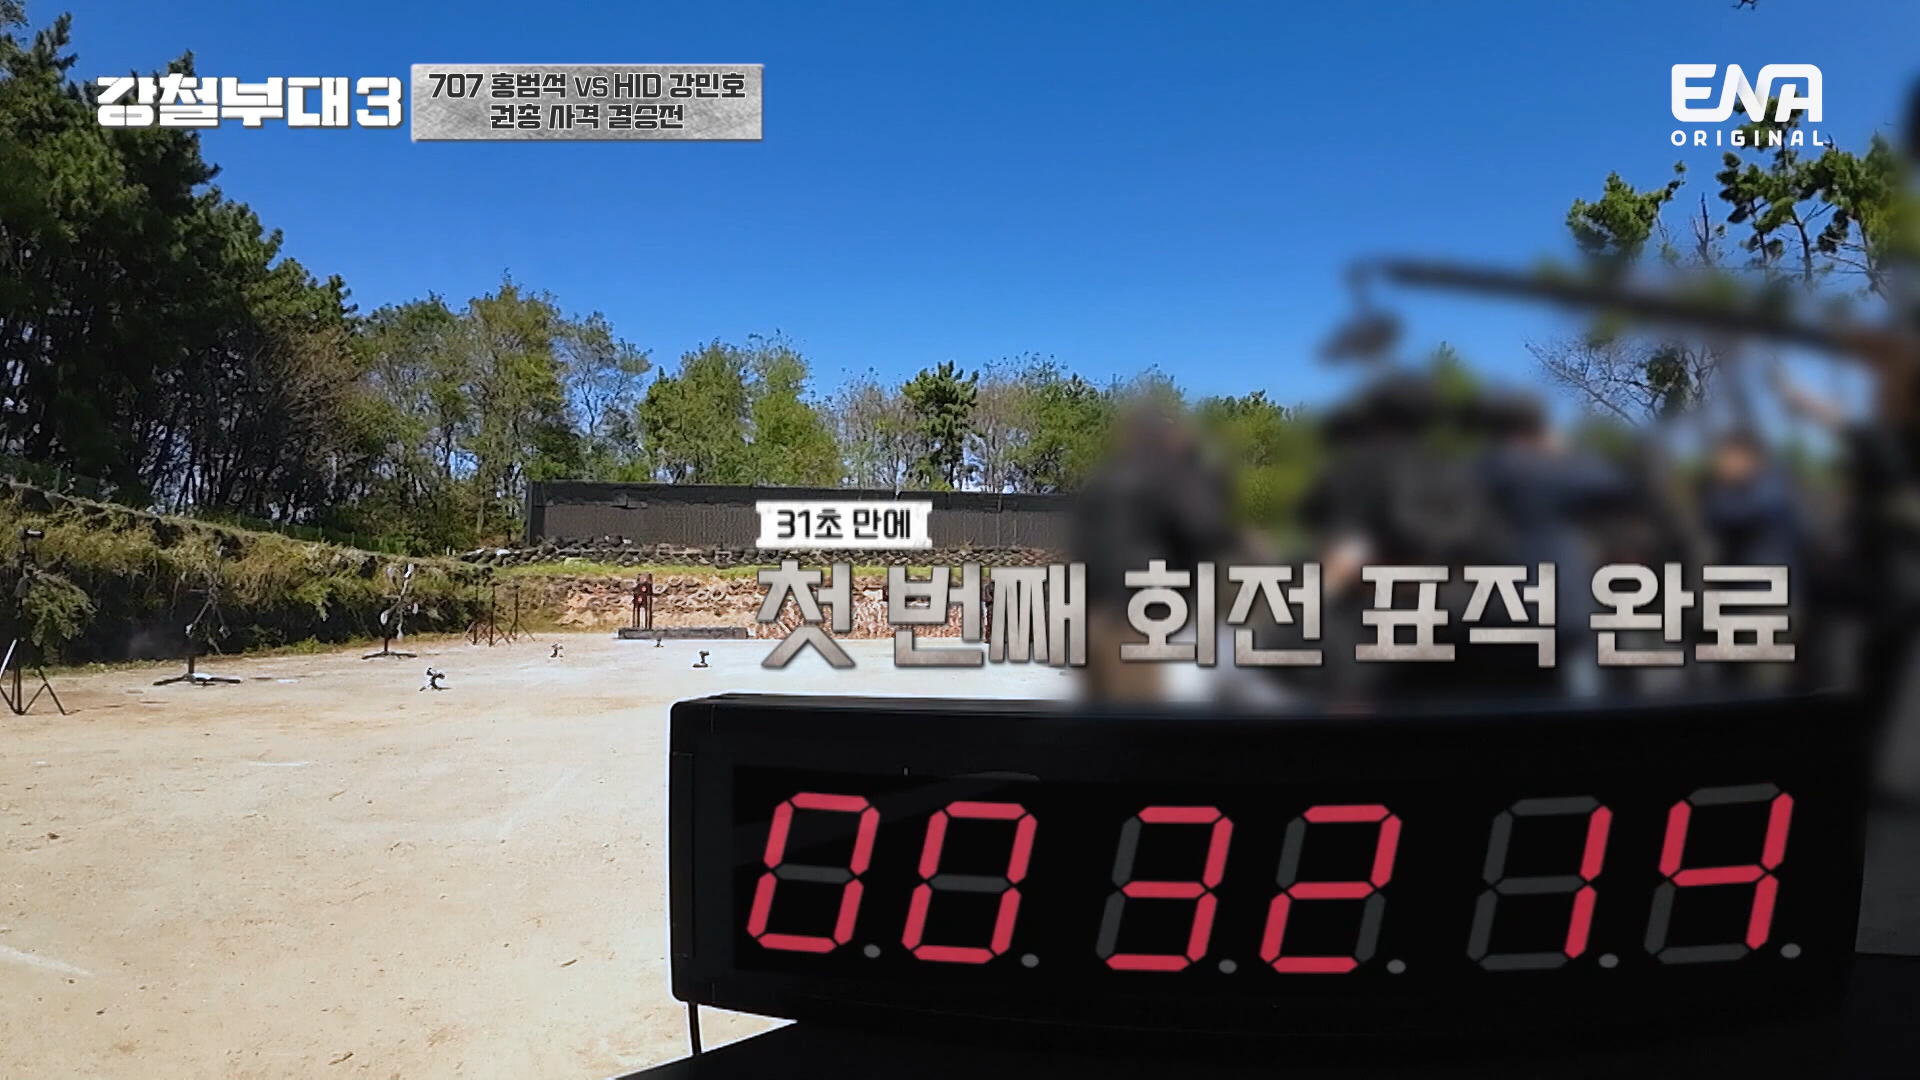 강철부대3
707 홍범석 VS HID 강민호
권총 사격 결승전
ENA
ORIGINAL
31초 만에
첫 번째 회전 표적 완료
00 32 14